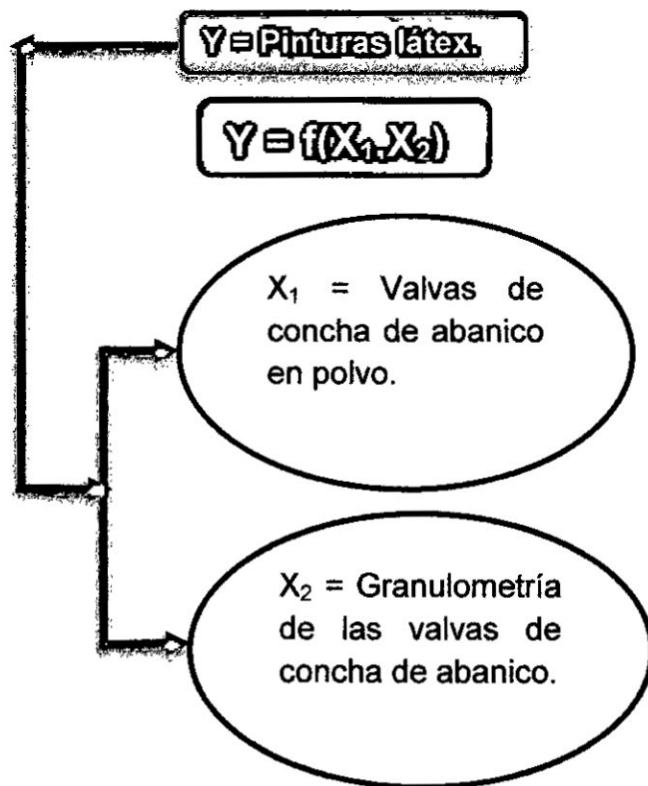 Y = Pinturas látex.
Y = f(X₁,X₂)
X₁ = Valvas de
concha de abanico
en polvo.
X₂ = Granulometría
de las valvas de
concha de abanico.